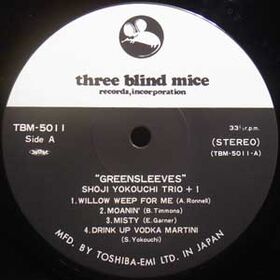 three blind mice
records, incorporation
TBM-5011
Side A
33⅓ r.p.m.
(STEREO)
(TBM-5011-A)
"GREENSLEEVES"
SHOJI YOKOUCHI TRIO + 1
1.WILLOW WEEP FOR ME (A. Ronnell)
2.MOANIN' (B. Timmons)
3.MISTY (E. Garner)
4.DRINK UP VODKA MARTINI
(S. Yokouchi)
MFD. BY TOSHIBA-EMI LTD. IN JAPAN